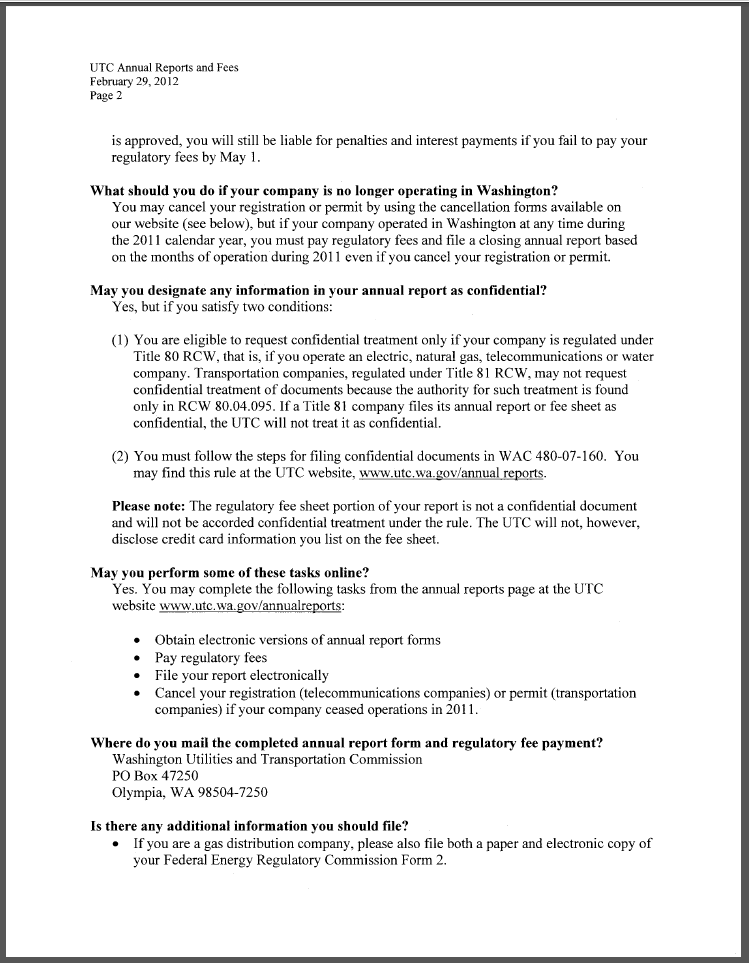 UTC Annual Reports and Fees
February 29, 2012
Page 2
is approved, you will still be liable for penalties and interest payments if you fail to pay your
regulatory fees by May 1.
What should you do if your company is no longer operating in Washington?
You may cancel your registration or permit by using the cancellation forms available on
our website (see below), but if your company operated in Washington at any time during
the 2011 calendar year, you must pay regulatory fees and file a closing annual report based
on the months of operation during 2011 even if you cancel your registration or permit.
May you designate any information in your annual report as confidential?
Yes, but if you satisfy two conditions:
(1) You are eligible to request confidential treatment only if your company is regulated under
Title 80 RCW, that is, if you operate an electric, natural gas, telecommunications or water
company. Transportation companies, regulated under Title 81 RCW, may not request
confidential treatment of documents because the authority for such treatment is found
only in RCW 80.04.095. If a Title 81 company files its annual report or fee sheet as
confidential, the UTC will not treat it as confidential.
(2) You must follow the steps for filing confidential documents in WAC 480-07-160. You
may find this rule at the UTC website, www.utc.wa.gov/annual reports.
Please note: The regulatory fee sheet portion of your report is not a confidential document
and will not be accorded confidential treatment under the rule. The UTC will not, however,
disclose credit card information you list on the fee sheet.
May you perform some of these tasks online?
Yes. You may complete the following tasks from the annual reports page at the UTC
website www.utc.wa.gov/annualreports:
• Obtain electronic versions of annual report forms
• Pay regulatory fees
• File your report electronically
• Cancel your registration (telecommunications companies) or permit (transportation
companies) if your company ceased operations in 2011.
Where do you mail the completed annual report form and regulatory fee payment?
Washington Utilities and Transportation Commission
PO Box 47250
Olympia, WA 98504-7250
Is there any additional information you should file?
• If you are a gas distribution company, please also file both a paper and electronic copy of
your Federal Energy Regulatory Commission Form 2.